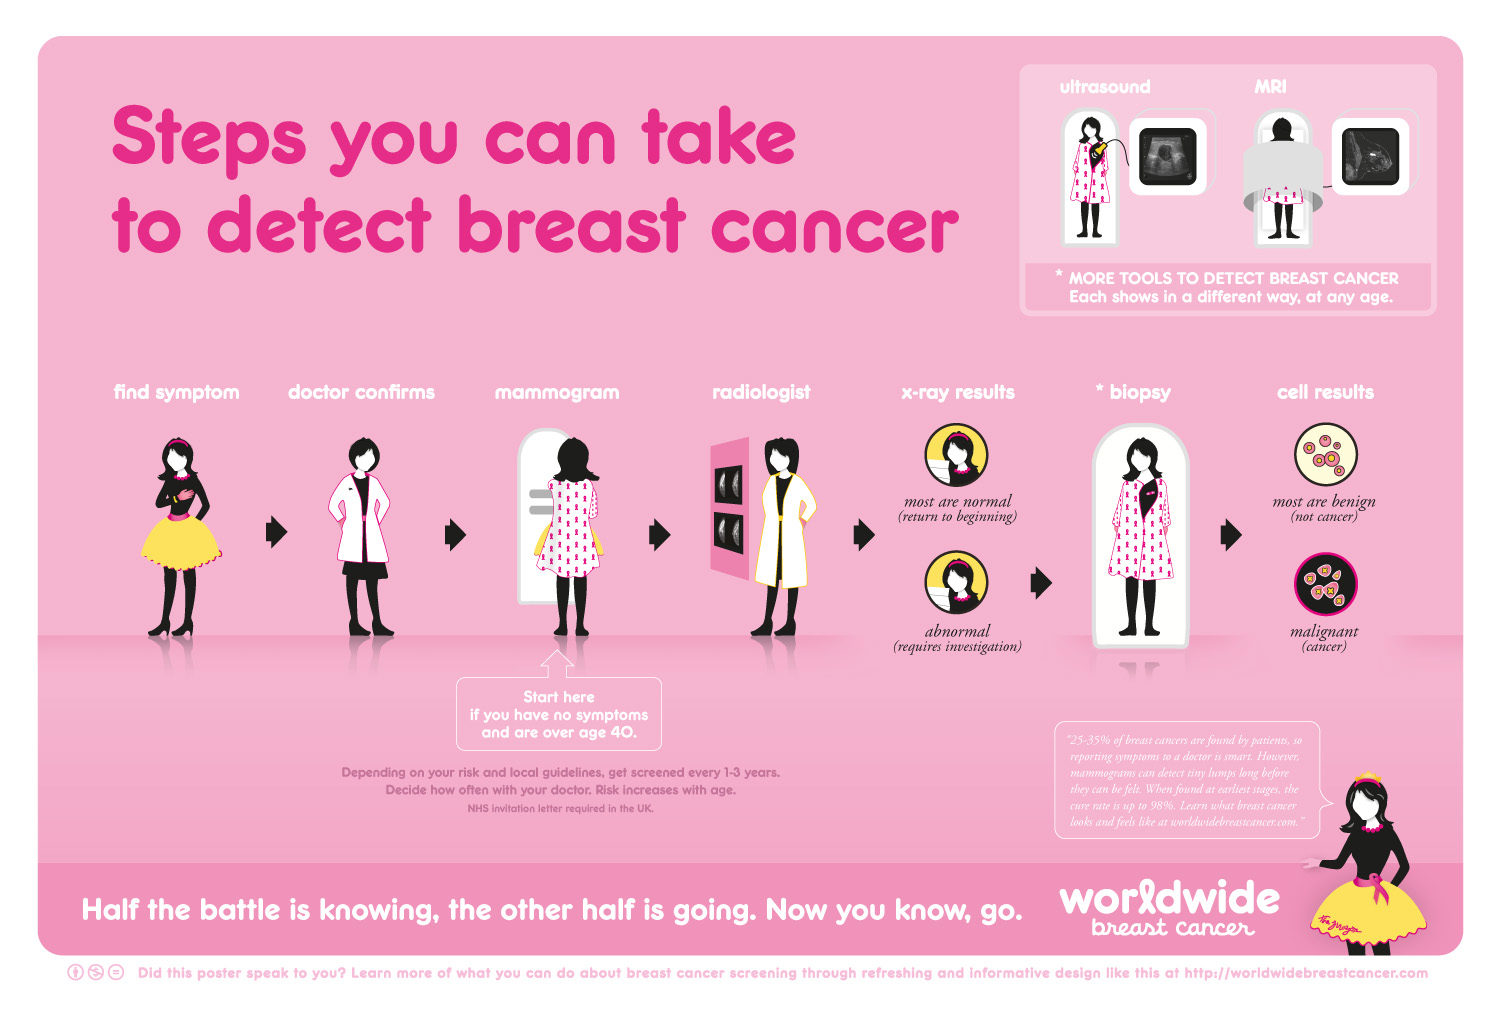 Steps you can take
to detect breast cancer
ultrasound
MRI
* MORE TOOLS TO DETECT BREAST CANCER
Each shows in a different way, at any age.
find symptom
doctor confirms
mammogram
radiologist
x-ray results
* biopsy
cell results
most are normal
(return to beginning)
abnormal
(requires investigation)
most are benign
(not cancer)
malignant
(cancer)
Start here
if you have no symptoms
and are over age 40.
Depending on your risk and local guidelines, get screened every 1-3 years.
Decide how often with your doctor. Risk increases with age.
NHS invitation letter required in the UK.
"25-35% of breast cancers are found by patients, so
reporting symptoms to a doctor is smart. However,
mammograms can detect tiny lumps long before
they can be felt. When found at earliest stages, the
cure rate is up to 98%. Learn what breast cancer
looks and feels like at worldwidebreastcancer.com."
Half the battle is knowing, the other half is going. Now you know, go.
worldwide
breast cancer
Did this poster speak to you? Learn more of what you can do about breast cancer screening through refreshing and informative design like this at http://worldwidebreastcancer.com